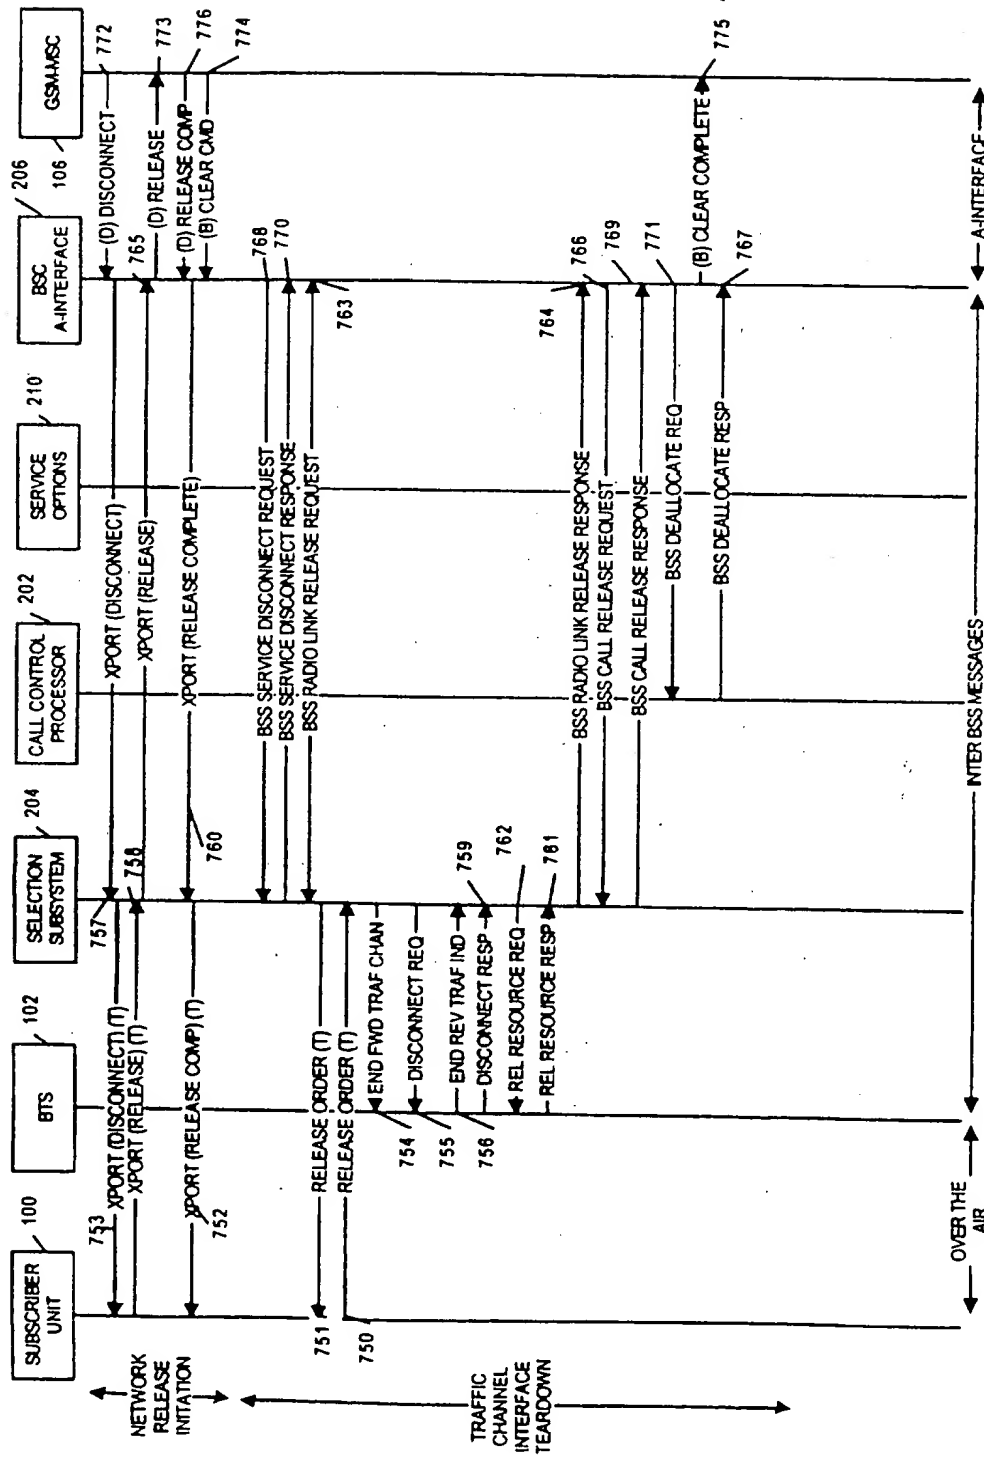 SUBSCRIBER
UNIT
100
BTS
102
SELECTION
SUBSYSTEM
204
CALL CONTROL
PROCESSOR
202
SERVICE
OPTIONS
210
BSC
A-INTERFACE
206
GSM-MSC
106
NETWORK
RELEASE
INITATION
TRAFFIC
CHANNEL
INTERFACE
TEARDOWN
(D) DISCONNECT
772
XPORT (DISCONNECT)
757
XPORT (DISCONNECT) (T)
753
XPORT (RELEASE) (T)
758
XPORT (RELEASE)
765
(D) RELEASE
773
(D) RELEASE COMP
776
(B) CLEAR CMD
774
XPORT (RELEASE COMPLETE)
760
XPORT (RELEASE COMP) (T)
752
BSS SERVICE DISCONNECT REQUEST
768
BSS SERVICE DISCONNECT RESPONSE
770
BSS RADIO LINK RELEASE REQUEST
763
RELEASE ORDER (T)
751
RELEASE ORDER (T)
750
END FWD TRAF CHAN
754
DISCONNECT REQ
755
END REV TRAF IND
756
DISCONNECT RESP
759
REL RESOURCE REQ
762
REL RESOURCE RESP
761
BSS RADIO LINK RELEASE RESPONSE
764
BSS CALL RELEASE REQUEST
766
BSS CALL RELEASE RESPONSE
769
BSS DEALLOCATE REQ
771
(B) CLEAR COMPLETE
775
BSS DEALLOCATE RESP
767
OVER THE
AIR
INTER BSS MESSAGES
A-INTERFACE